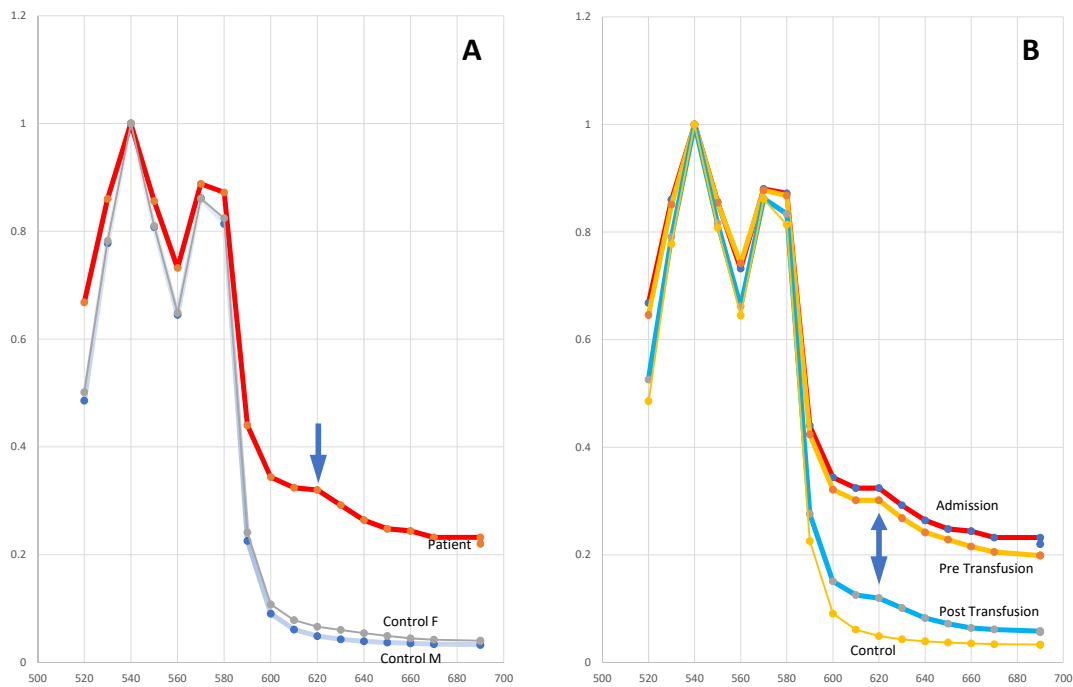 A
1.2
1
0.8
0.6
0.4
0.2
0
500 520 540 560 580 600 620 640 660 680 700
Patient
Control F
Control M
B
1.2
1
0.8
0.6
0.4
0.2
0
500 520 540 560 580 600 620 640 660 680 700
Admission
Pre Transfusion
Post Transfusion
Control